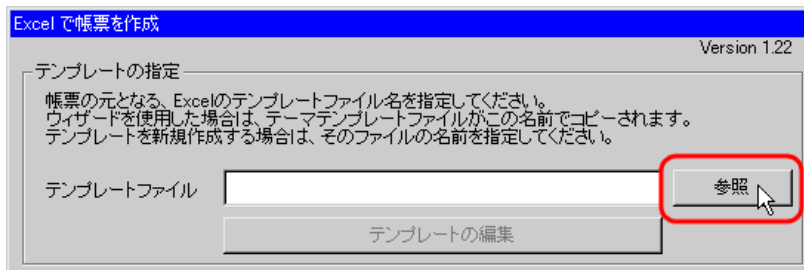 Excel で帳票を作成
Version 1.22
テンプレートの指定
帳票の元となる、Excelのテンプレートファイル名を指定してください。
ウィザードを使用した場合は、テーマテンプレートファイルがこの名前でコピーされます。
テンプレートを新規作成する場合は、そのファイルの名前を指定してください。
テンプレートファイル
参照
テンプレートの編集